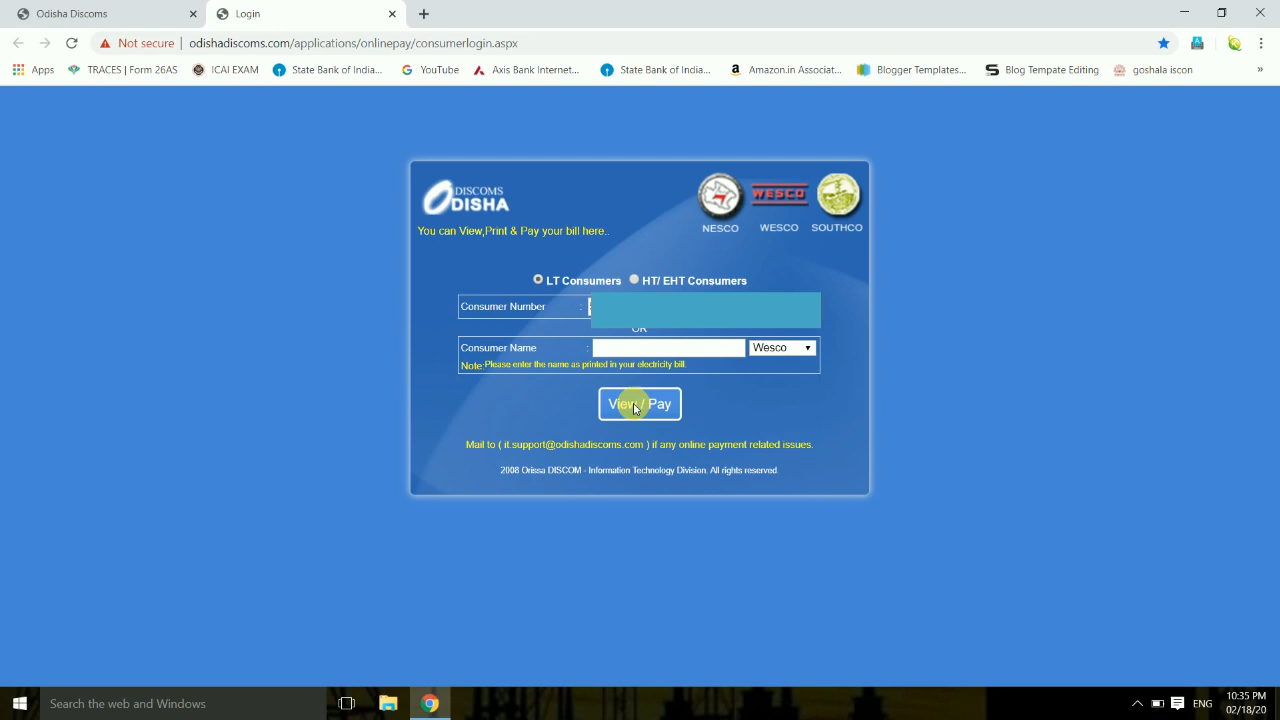 Odisha Discoms
Login
Not secure
odishadiscoms.com/applications/onlinepay/consumerlogin.aspx
Apps
TRACES | Form 26AS
ICAI EXAM
State Bank of India...
YouTube
Axis Bank Internet...
State Bank of India...
Amazon.in Associat...
Blogger Templates...
Blog Tempate Editing
goshala iscon
»
DISCOMS
ODISHA
WESCO
NESCO
WESCO
SOUTHCO
You can View,Print & Pay your bill here..
LT Consumers
HT/ EHT Consumers
Consumer Number :
OR
Consumer Name :
Wesco
Note:Please enter the name as printed in your electricity bill.
View / Pay
Mail to ( it.support@odishadiscoms.com ) if any online payment related issues.
2008 Orissa DISCOM - Information Technology Division. All rights reserved.
Search the web and Windows
ENG
10:35 PM
02/18/20